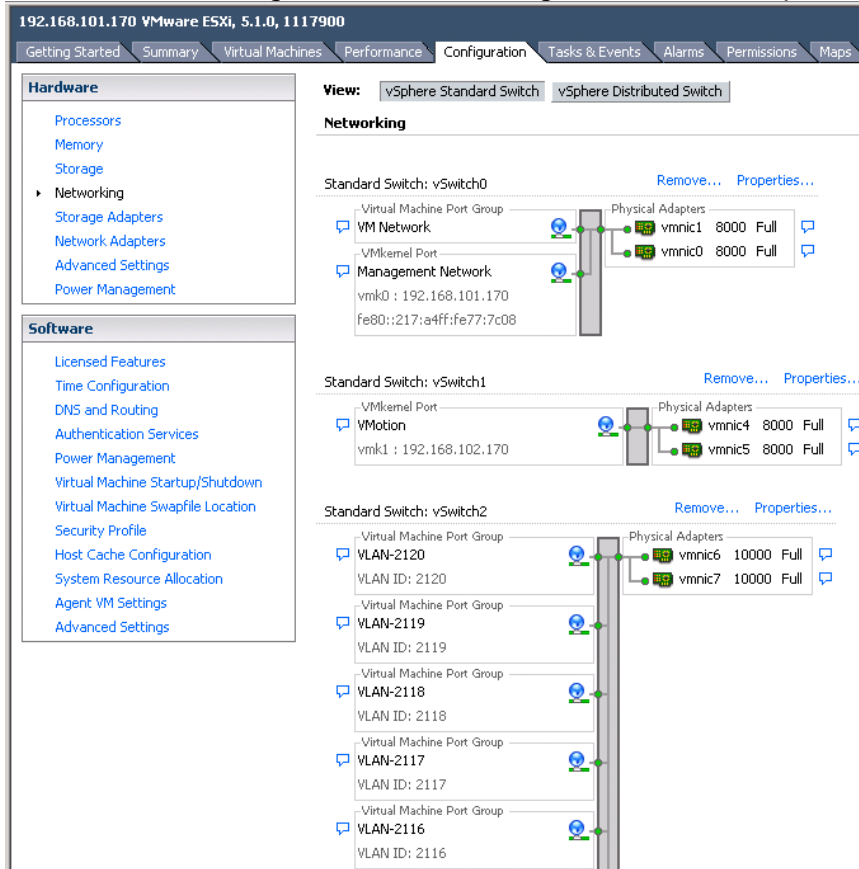 192.168.101.170 VMware ESXi, 5.1.0, 1117900
Getting Started Summary Virtual Machines Performance Configuration Tasks & Events Alarms Permissions Maps
Hardware
Processors
Memory
Storage
Networking
Storage Adapters
Network Adapters
Advanced Settings
Power Management
Software
Licensed Features
Time Configuration
DNS and Routing
Authentication Services
Power Management
Virtual Machine Startup/Shutdown
Virtual Machine Swapfile Location
Security Profile
Host Cache Configuration
System Resource Allocation
Agent VM Settings
Advanced Settings
View: vSphere Standard Switch vSphere Distributed Switch
Networking
Standard Switch: vSwitch0 Remove... Properties...
Virtual Machine Port Group Physical Adapters
VM Network vmnic1 8000 Full
VMkernel Port vmnic0 8000 Full
Management Network
vmk0 : 192.168.101.170
fe80::217:a4ff:fe77:7c08
Standard Switch: vSwitch1 Remove... Properties...
VMkernel Port Physical Adapters
VMotion vmnic4 8000 Full
vmk1 : 192.168.102.170 vmnic5 8000 Full
Standard Switch: vSwitch2 Remove... Properties...
Virtual Machine Port Group Physical Adapters
VLAN-2120 vmnic6 10000 Full
VLAN ID: 2120 vmnic7 10000 Full
Virtual Machine Port Group
VLAN-2119
VLAN ID: 2119
Virtual Machine Port Group
VLAN-2118
VLAN ID: 2118
Virtual Machine Port Group
VLAN-2117
VLAN ID: 2117
Virtual Machine Port Group
VLAN-2116
VLAN ID: 2116